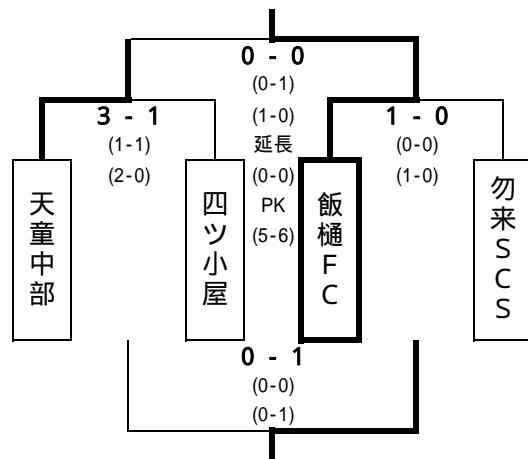 0 - 0
(0-1)
(1-0)
延長
(0-0)
PK
(5-6)
3 - 1
(1-1)
(2-0)
1 - 0
(0-0)
(1-0)
天童中部
四ツ小屋
飯樋FC
勿来SCS
0 - 1
(0-0)
(0-1)